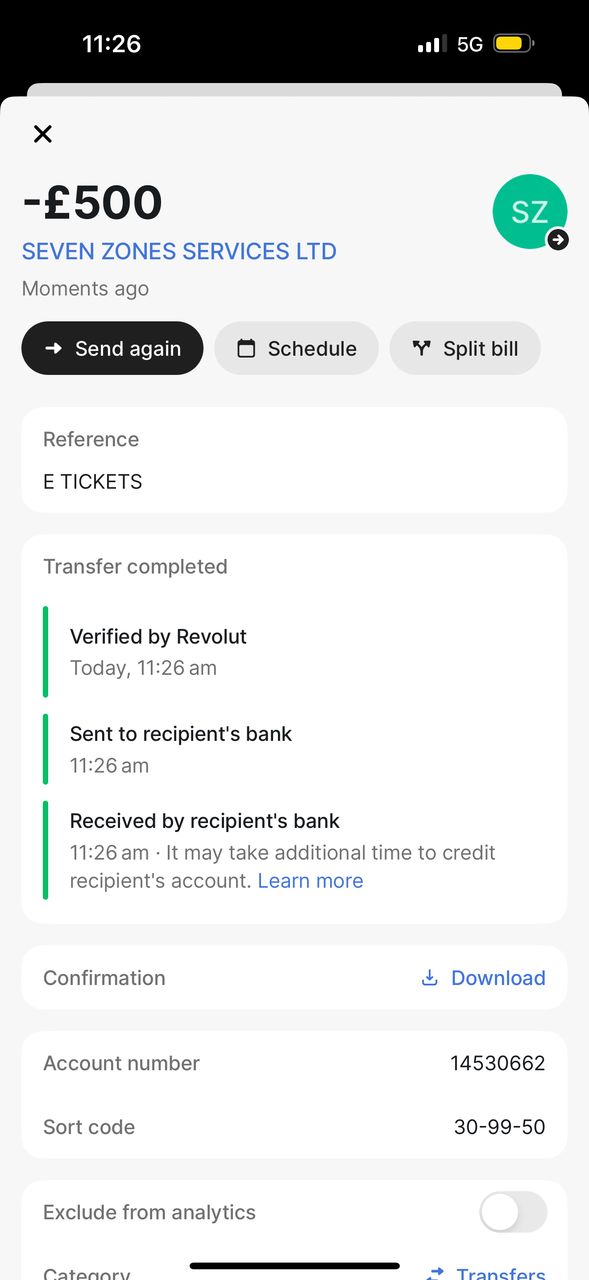 11:26
5G
-£500
SZ
SEVEN ZONES SERVICES LTD
Moments ago
Send again
Schedule
Split bill
Reference
E TICKETS
Transfer completed
Verified by Revolut
Today, 11:26 am
Sent to recipient's bank
11:26 am
Received by recipient's bank
11:26 am · It may take additional time to credit
recipient's account. Learn more
Confirmation
Download
Account number
14530662
Sort code
30-99-50
Exclude from analytics
Category
Transfers